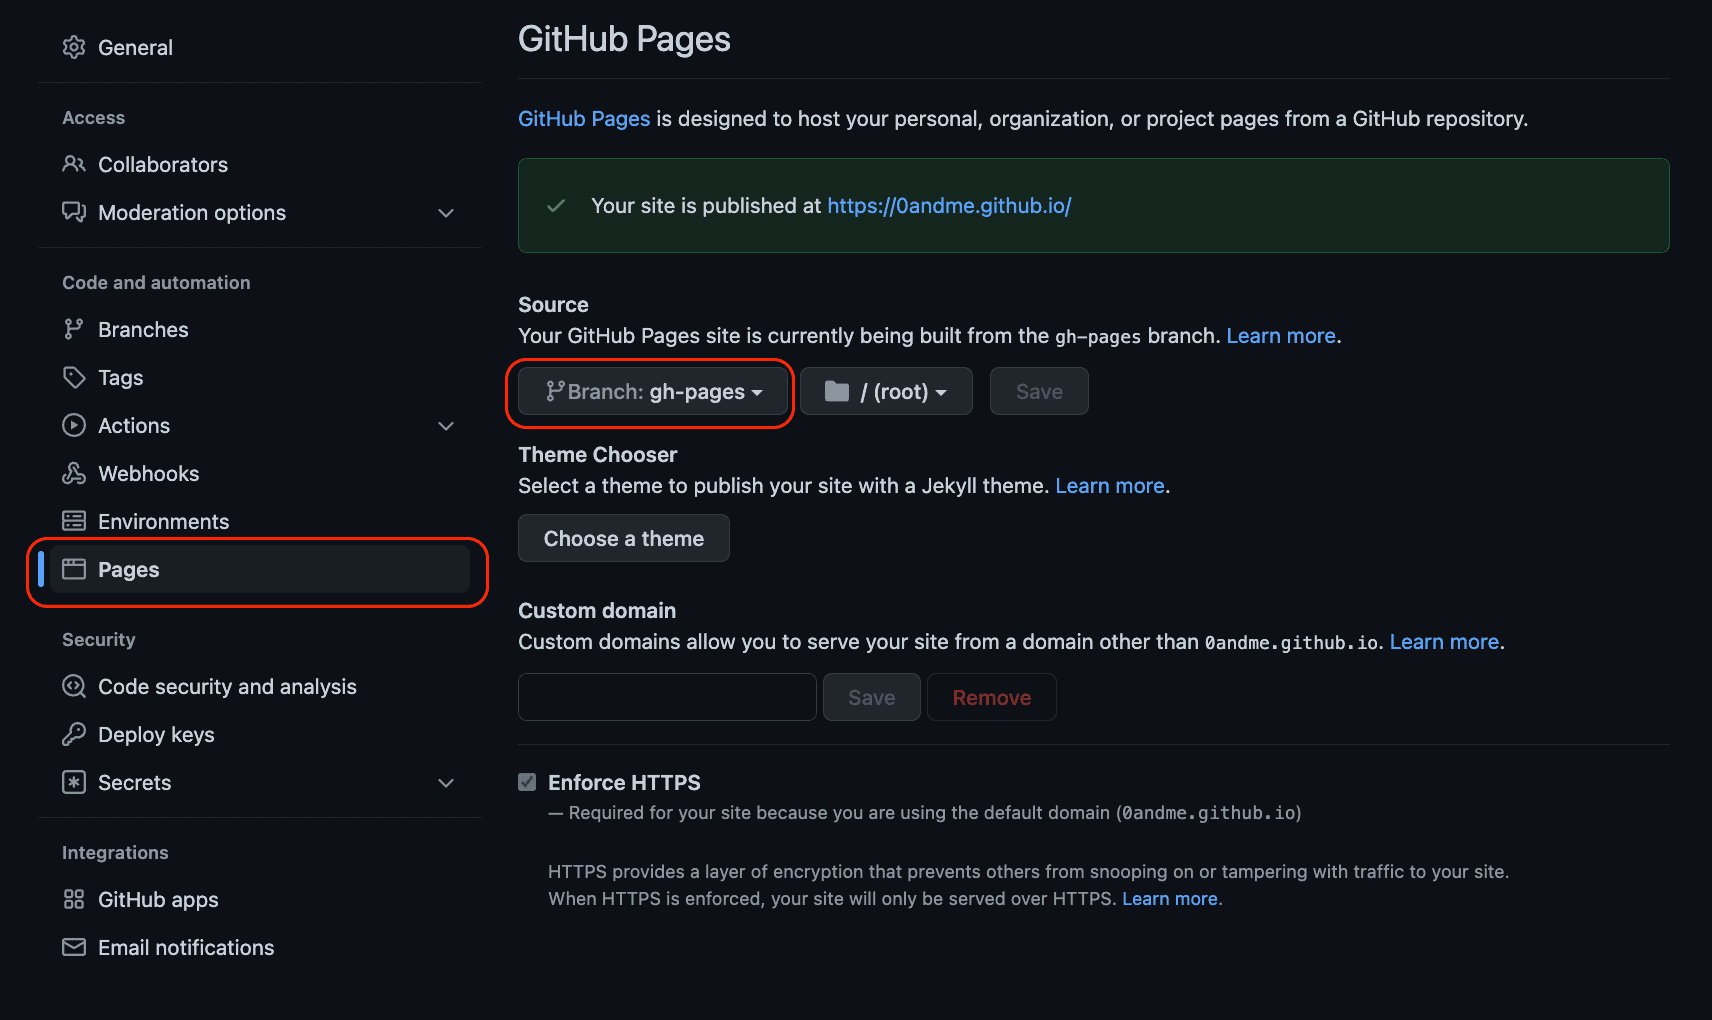 General
Access
Collaborators
Moderation options
Code and automation
Branches
Tags
Actions
Webhooks
Environments
Pages
Security
Code security and analysis
Deploy keys
Secrets
Integrations
GitHub apps
Email notifications
GitHub Pages
GitHub Pages is designed to host your personal, organization, or project pages from a GitHub repository.
Your site is published at https://0andme.github.io/
Source
Your GitHub Pages site is currently being built from the gh-pages branch. Learn more.
Branch: gh-pages
/ (root)
Save
Theme Chooser
Select a theme to publish your site with a Jekyll theme. Learn more.
Choose a theme
Custom domain
Custom domains allow you to serve your site from a domain other than 0andme.github.io. Learn more.
Save
Remove
Enforce HTTPS
— Required for your site because you are using the default domain (0andme.github.io)
HTTPS provides a layer of encryption that prevents others from snooping on or tampering with traffic to your site.
When HTTPS is enforced, your site will only be served over HTTPS. Learn more.